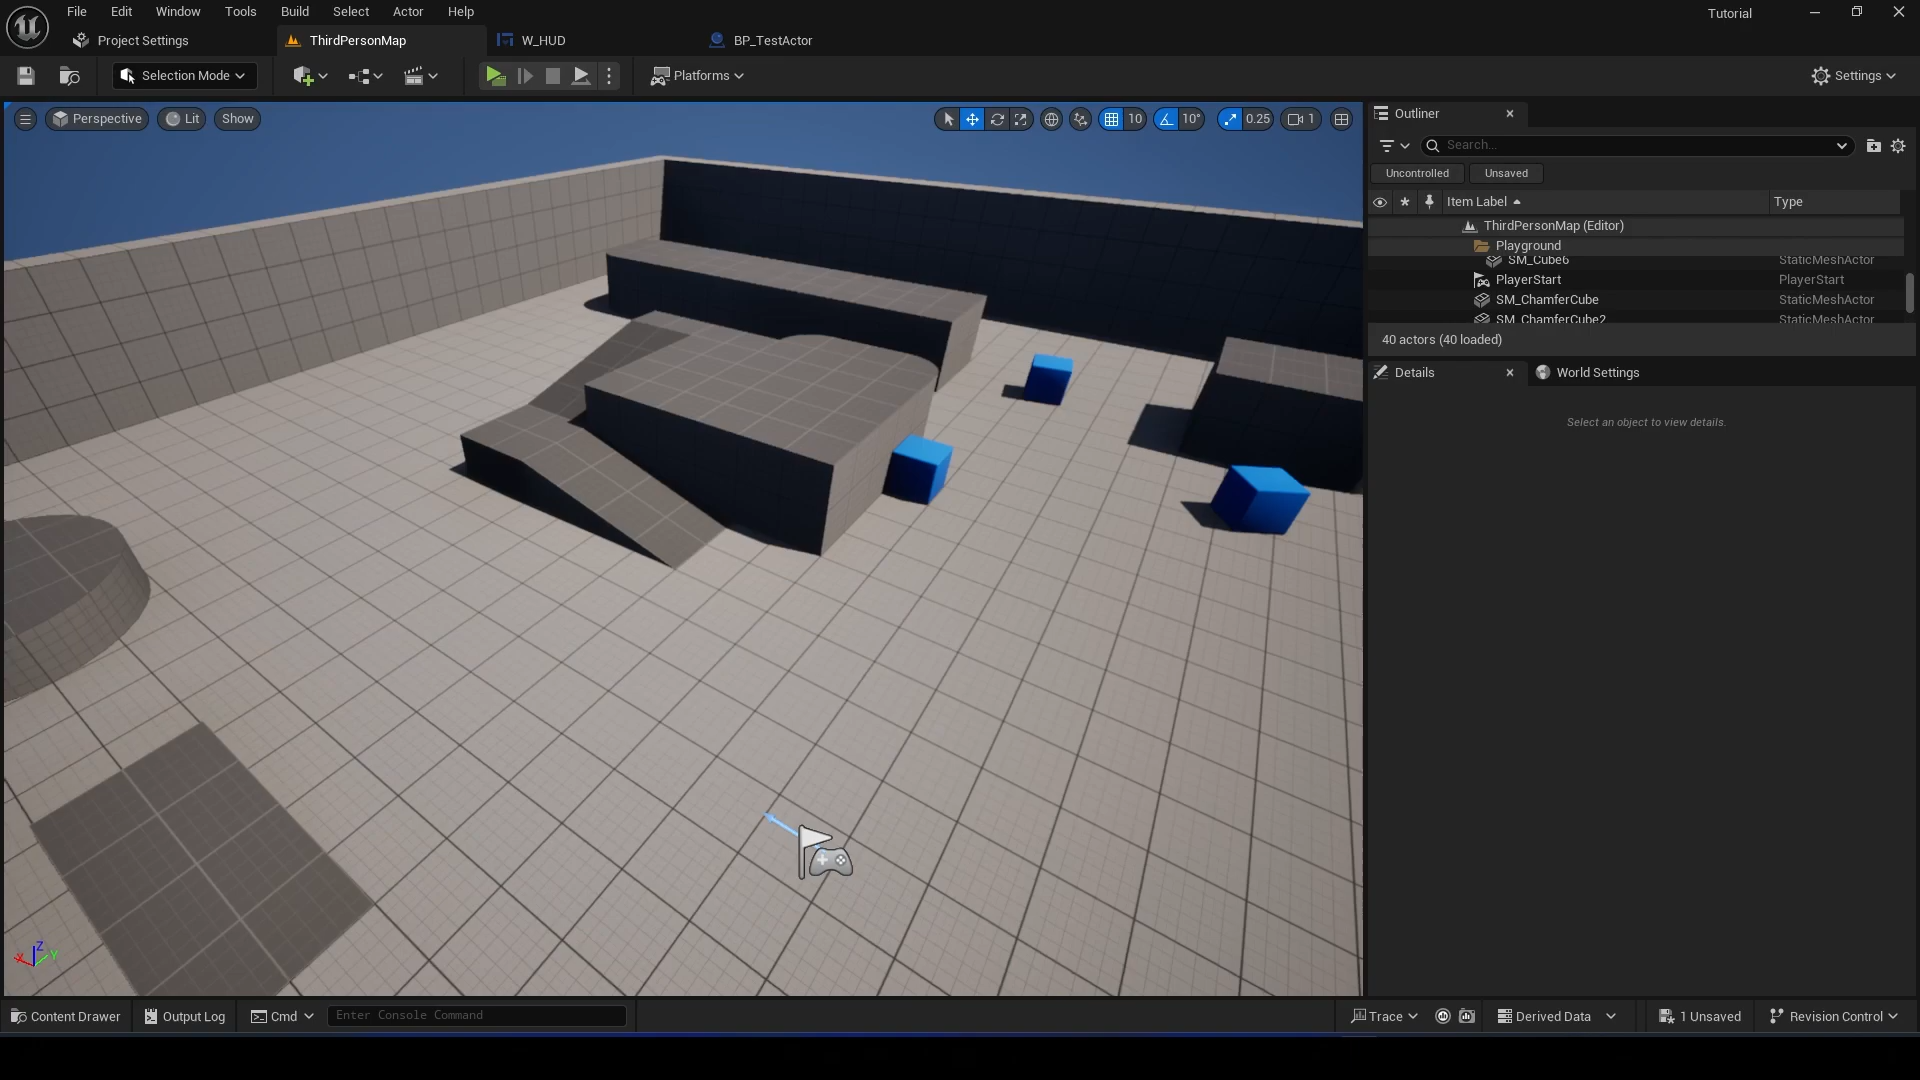 File Edit Window Tools Build Select Actor Help
Tutorial
Project Settings
ThirdPersonMap
W_HUD
BP_TestActor
Selection Mode
Platforms
Settings
Perspective
Lit
Show
10
10°
0.25
1
Outliner
Search...
Uncontrolled
Unsaved
Item Label
Type
ThirdPersonMap (Editor)
Playground
SM_Cube6 StaticMeshActor
PlayerStart PlayerStart
SM_ChamferCube StaticMeshActor
SM_ChamferCube2 StaticMeshActor
40 actors (40 loaded)
Details
World Settings
Select an object to view details.
X Z Y
Content Drawer
Output Log
Cmd
Enter Console Command
Trace
Derived Data
1 Unsaved
Revision Control